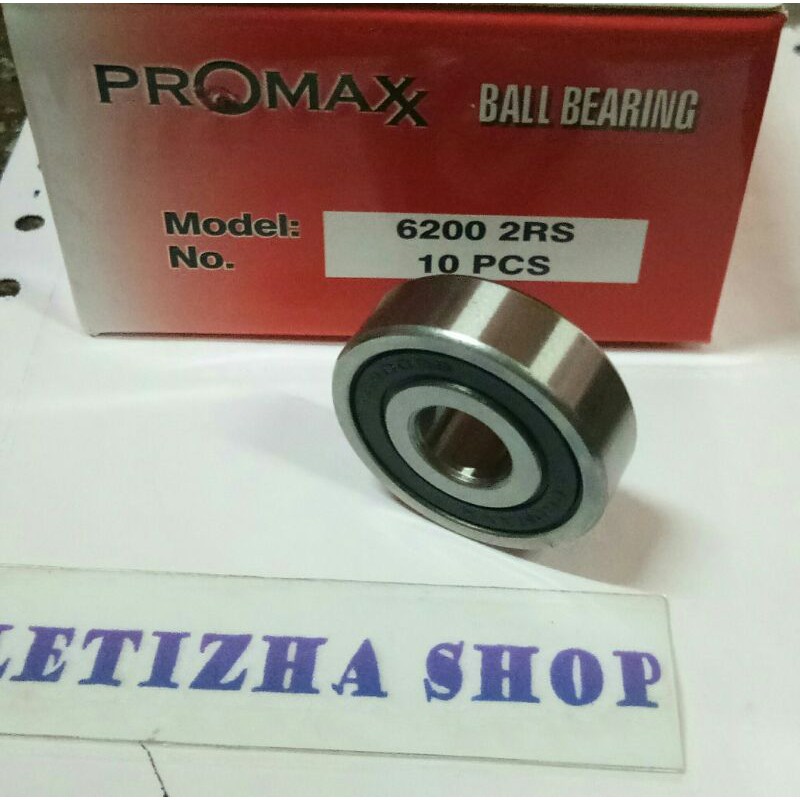 PROMAXX BALL BEARING
Model: 6200 2RS
No. 10 PCS
LETIZHA SHOP